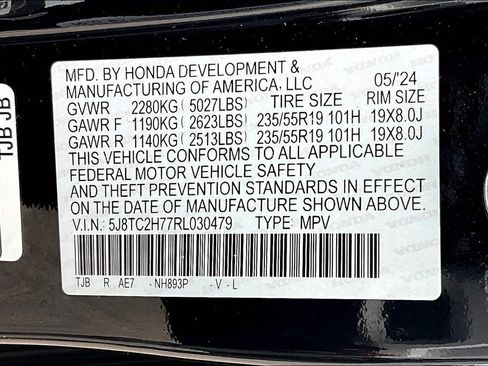 MFD. BY HONDA DEVELOPMENT &
MANUFACTURING OF AMERICA, LLC 05/'24
GVWR 2280KG (5027LBS) TIRE SIZE RIM SIZE
GAWR F 1190KG (2623LBS) 235/55R19 101H 19X8.0J
GAWR R 1140KG (2513LBS) 235/55R19 101H 19X8.0J
THIS VEHICLE CONFORMS TO ALL APPLICABLE
FEDERAL MOTOR VEHICLE SAFETY
AND THEFT PREVENTION STANDARDS IN EFFECT
ON THE DATE OF MANUFACTURE SHOWN ABOVE.
V.I.N.: 5J8TC2H77RL030479 TYPE: MPV
TJB R AE7 -NH893P -V-L
TJB JB